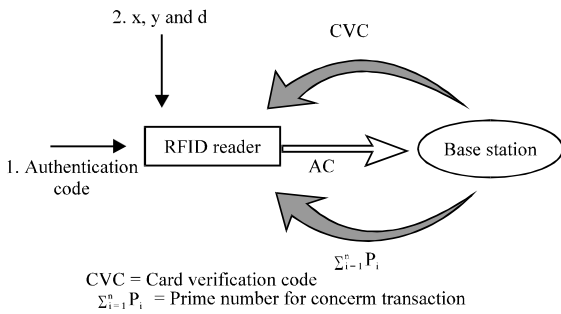 2. x, y and d
CVC
RFID reader
Base station
AC
1. Authentication
code
∑ⁿᵢ₌₁ Pᵢ
CVC = Card verification code
∑ⁿᵢ₌₁ Pᵢ = Prime number for concerm transaction